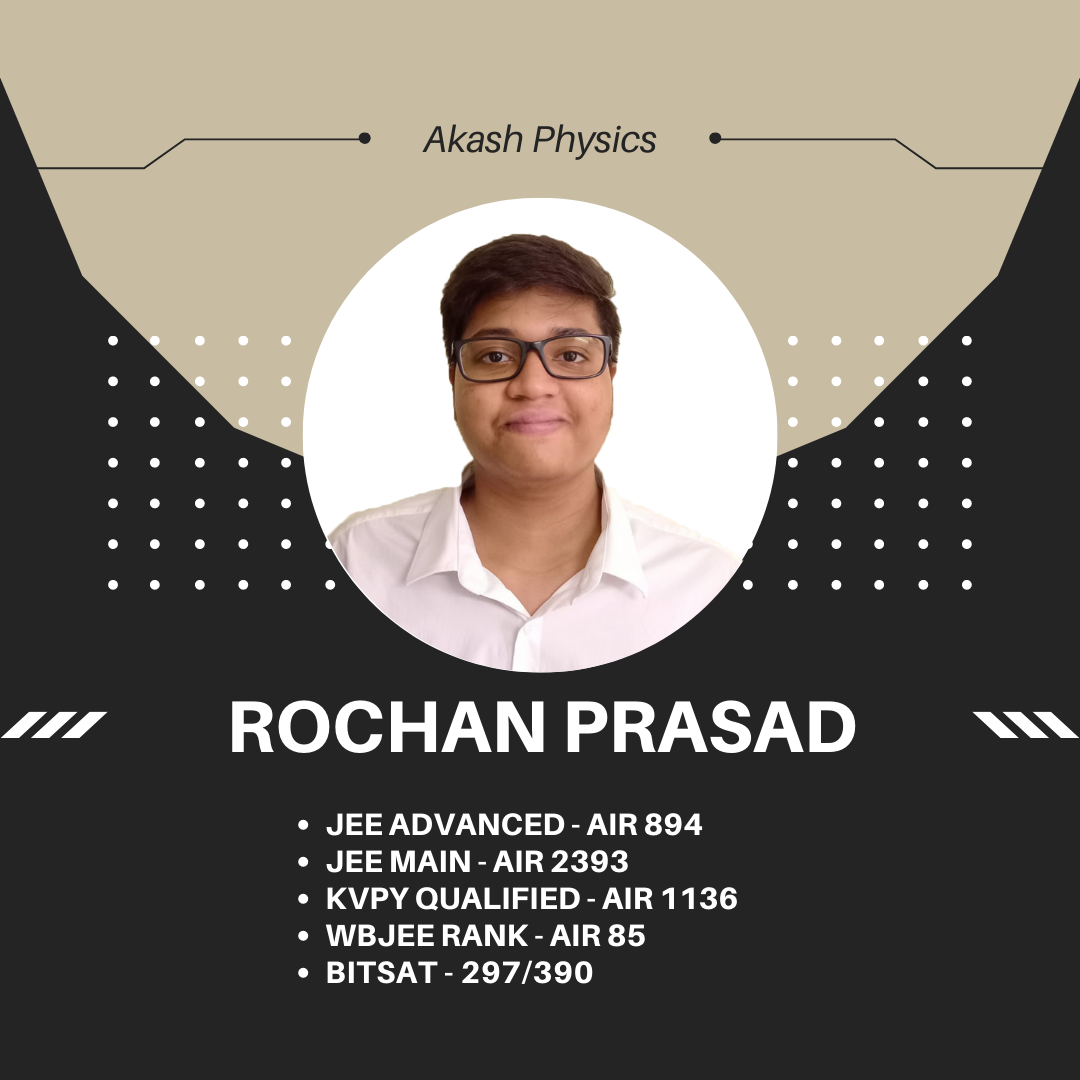 Akash Physics
ROCHAN PRASAD
• JEE ADVANCED - AIR 894
• JEE MAIN - AIR 2393
• KVPY QUALIFIED - AIR 1136
• WBJEE RANK - AIR 85
• BITSAT - 297/390